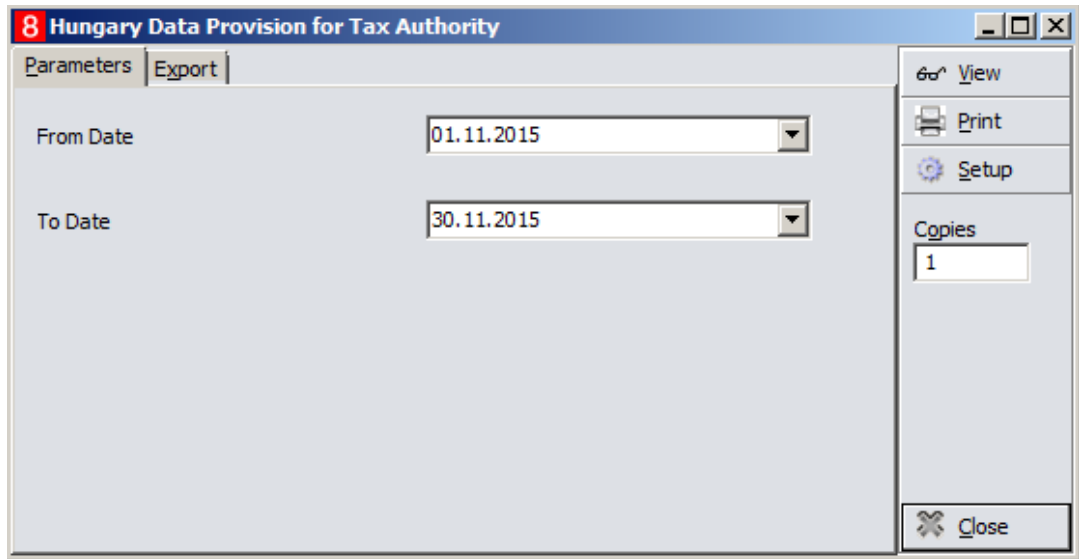 8 Hungary Data Provision for Tax Authority
Parameters Export
View
From Date 01.11.2015
Print
Setup
To Date 30.11.2015
Copies
1
Close